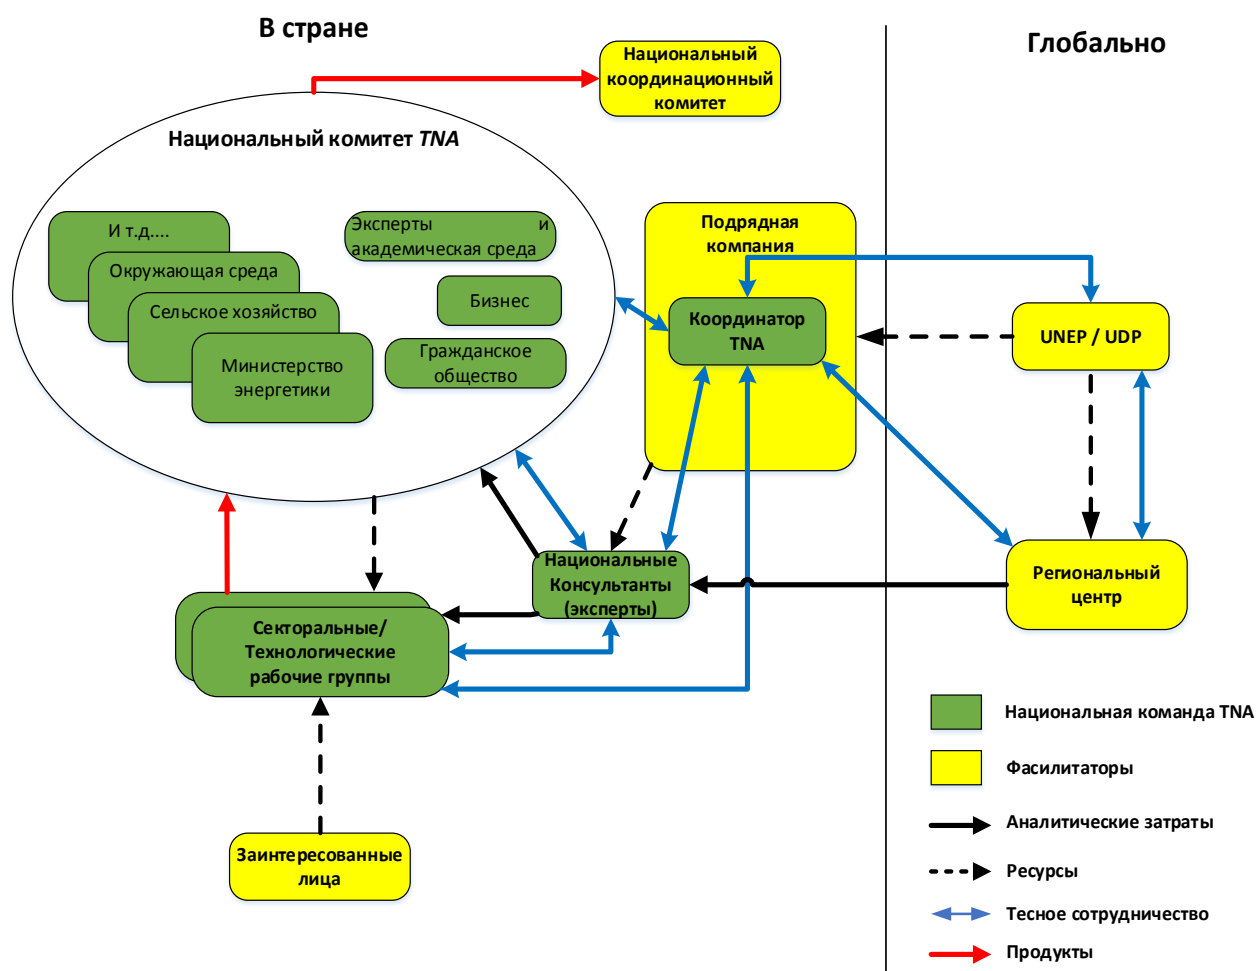 В стране
Глобально
Национальный
координационный
комитет
Национальный комитет TNA
И т.д....
Окружающая среда
Сельское хозяйство
Министерство
энергетики
Эксперты и
академическая среда
Бизнес
Гражданское
общество
Подрядная
компания
Координатор
TNA
UNEP / UDP
Национальные
Консультанты
(эксперты)
Региональный
центр
Секторальные/
Технологические
рабочие группы
Заинтересованные
лица
Национальная команда TNA
Фасилитаторы
Аналитические затраты
Ресурсы
Тесное сотрудничество
Продукты